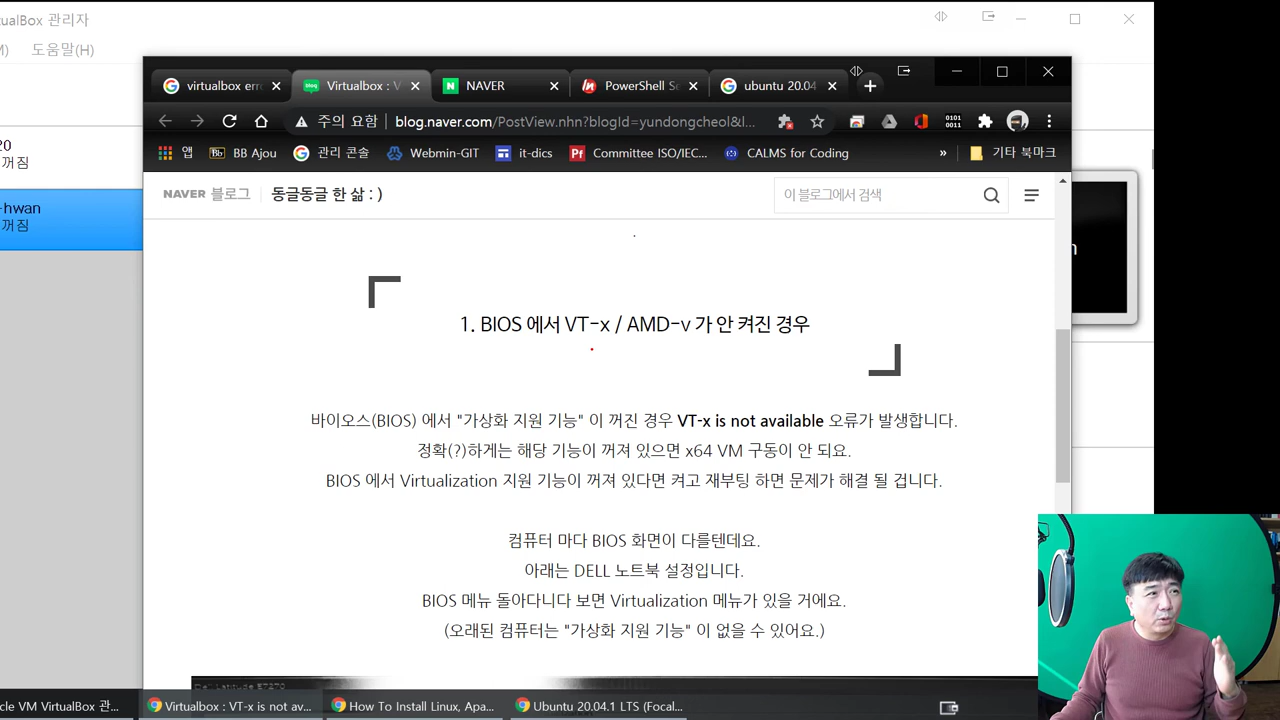 tualBox 관리자
M) 도움말(H)
20
꺼짐
-hwan
꺼짐
virtualbox erro
Virtualbox : V
NAVER
PowerShell Se
ubuntu 20.04
주의 요함
blog.naver.com/PostView.nhn?blogId=yundongcheol&l...
0101
0011
앱
BB Ajou
관리 콘솔
Webmin-GIT
it-dics
Committee ISO/IEC...
CALMS for Coding
»
기타 북마크
NAVER 블로그
동글동글 한 삶 : )
이 블로그에서 검색
1. BIOS 에서 VT-x / AMD-v 가 안 켜진 경우
바이오스(BIOS) 에서 "가상화 지원 기능" 이 꺼진 경우 VT-x is not available 오류가 발생합니다.
정확(?)하게는 해당 기능이 꺼져 있으면 x64 VM 구동이 안 되요.
BIOS 에서 Virtualization 지원 기능이 꺼져 있다면 켜고 재부팅 하면 문제가 해결 될 겁니다.
컴퓨터 마다 BIOS 화면이 다를텐데요.
아래는 DELL 노트북 설정입니다.
BIOS 메뉴 돌아다니다 보면 Virtualization 메뉴가 있을 거에요.
(오래된 컴퓨터는 "가상화 지원 기능" 이 없을 수 있어요.)
cle VM VirtualBox 관...
Virtualbox : VT-x is not av...
How To Install Linux, Apa...
Ubuntu 20.04.1 LTS (Focal...